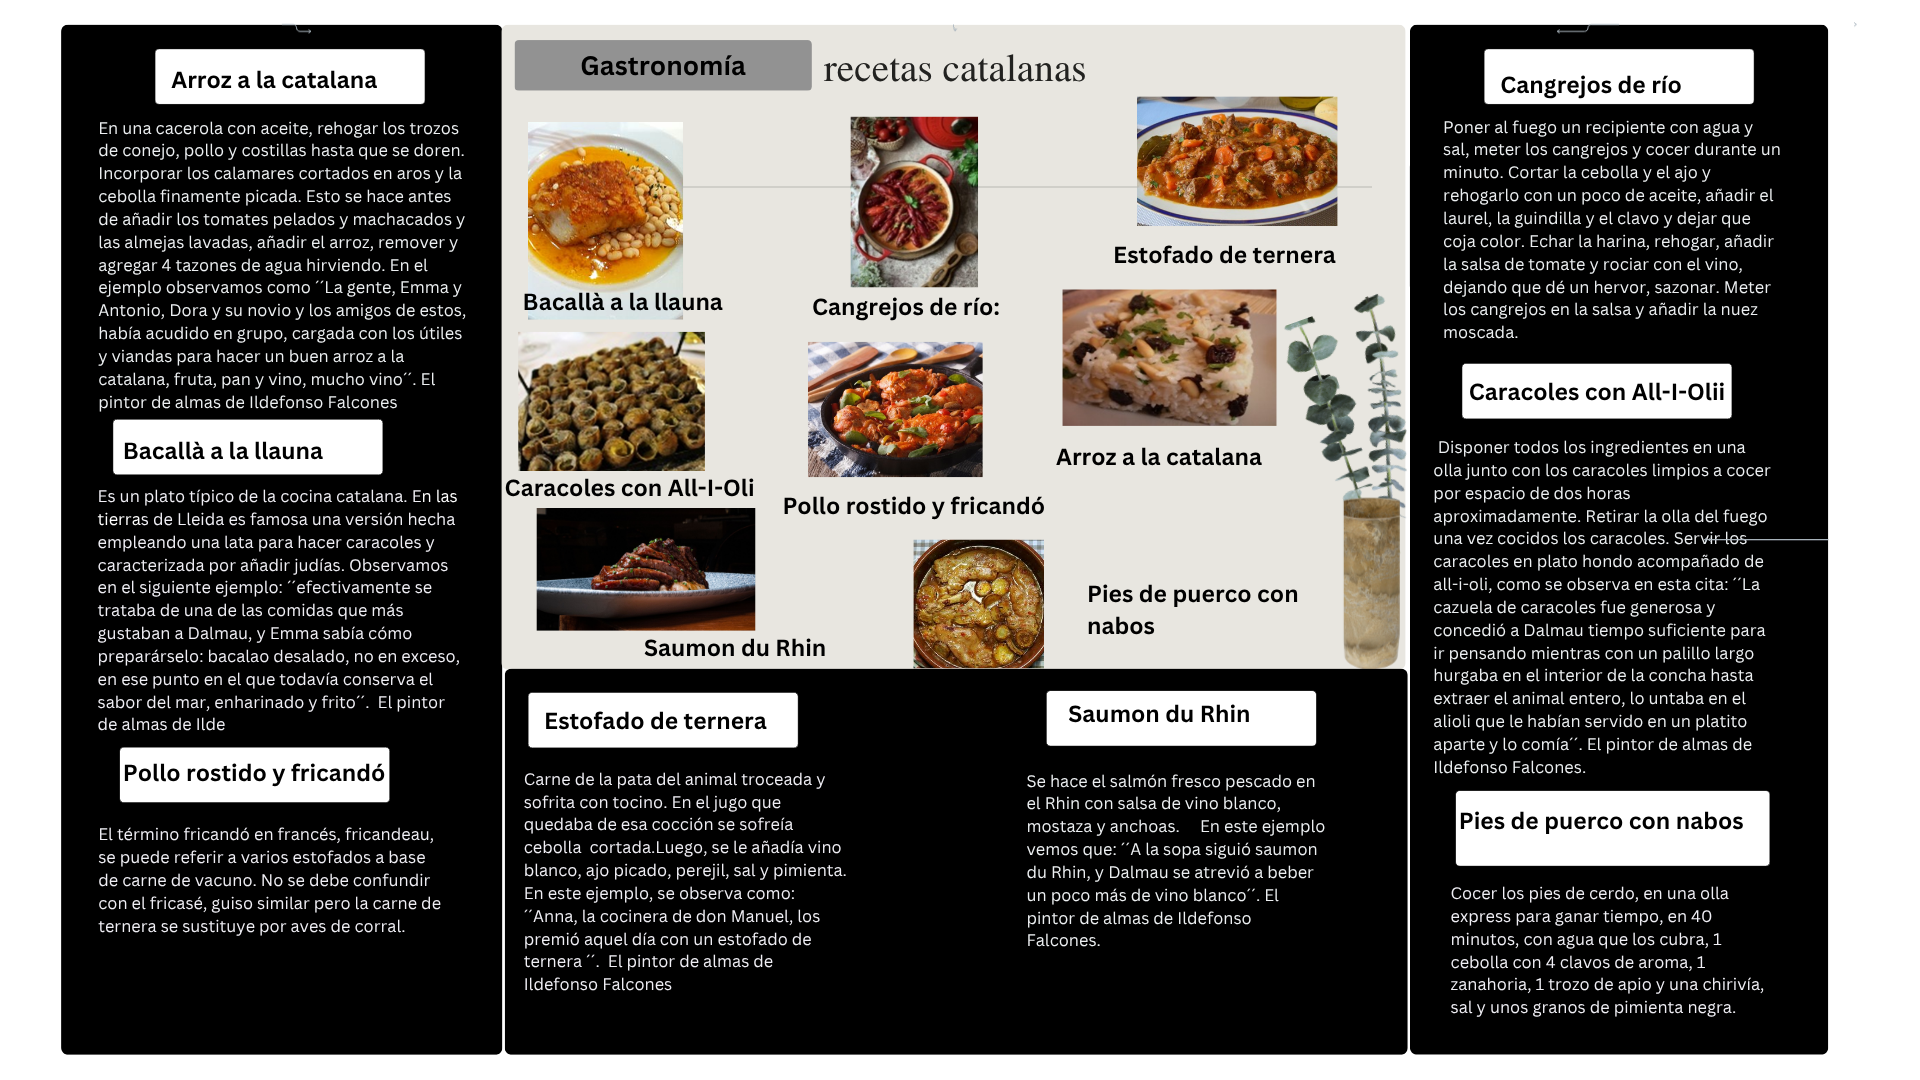 Arroz a la catalana
En una cacerola con aceite, rehogar los trozos
de conejo, pollo y costillas hasta que se doren.
Incorporar los calamares cortados en aros y la
cebolla finamente picada. Esto se hace antes
de añadir los tomates pelados y machacados y
las almejas lavadas, añadir el arroz, remover y
agregar 4 tazones de agua hirviendo. En el
ejemplo observamos como ´´La gente, Emma y
Antonio, Dora y su novio y los amigos de estos,
había acudido en grupo, cargada con los útiles
y viandas para hacer un buen arroz a la
catalana, fruta, pan y vino, mucho vino´´. El
pintor de almas de Ildefonso Falcones
Bacallà a la llauna
Es un plato típico de la cocina catalana. En las
tierras de Lleida es famosa una versión hecha
empleando una lata para hacer caracoles y
caracterizada por añadir judías. Observamos
en el siguiente ejemplo: ´´efectivamente se
trataba de una de las comidas que más
gustaban a Dalmau, y Emma sabía cómo
preparárselo: bacalao desalado, no en exceso,
en ese punto en el que todavía conserva el
sabor del mar, enharinado y frito´´. El pintor
de almas de Ilde
Pollo rostido y fricandó
El término fricandó en francés, fricandeau,
se puede referir a varios estofados a base
de carne de vacuno. No se debe confundir
con el fricasé, guiso similar pero la carne de
ternera se sustituye por aves de corral.
Gastronomía
recetas catalanas
Bacallà a la llauna
Cangrejos de río:
Estofado de ternera
Caracoles con All-I-Oli
Pollo rostido y fricandó
Arroz a la catalana
Saumon du Rhin
Pies de puerco con
nabos
Estofado de ternera
Carne de la pata del animal troceada y
sofrita con tocino. En el jugo que
quedaba de esa cocción se sofreía
cebolla cortada.Luego, se le añadía vino
blanco, ajo picado, perejil, sal y pimienta.
En este ejemplo, se observa como:
´´Anna, la cocinera de don Manuel, los
premió aquel día con un estofado de
ternera ´´. El pintor de almas de
Ildefonso Falcones
Saumon du Rhin
Se hace el salmón fresco pescado en
el Rhin con salsa de vino blanco,
mostaza y anchoas. En este ejemplo
vemos que: ´´A la sopa siguió saumon
du Rhin, y Dalmau se atrevió a beber
un poco más de vino blanco´´. El
pintor de almas de Ildefonso
Falcones.
Cangrejos de río
Poner al fuego un recipiente con agua y
sal, meter los cangrejos y cocer durante un
minuto. Cortar la cebolla y el ajo y
rehogarlo con un poco de aceite, añadir el
laurel, la guindilla y el clavo y dejar que
coja color. Echar la harina, rehogar, añadir
la salsa de tomate y rociar con el vino,
dejando que dé un hervor, sazonar. Meter
los cangrejos en la salsa y añadir la nuez
moscada.
Caracoles con All-I-Olii
Disponer todos los ingredientes en una
olla junto con los caracoles limpios a cocer
por espacio de dos horas
aproximadamente. Retirar la olla del fuego
una vez cocidos los caracoles. Servir los
caracoles en plato hondo acompañado de
all-i-oli, como se observa en esta cita: ´´La
cazuela de caracoles fue generosa y
concedió a Dalmau tiempo suficiente para
ir pensando mientras con un palillo largo
hurgaba en el interior de la concha hasta
extraer el animal entero, lo untaba en el
alioli que le habían servido en un platito
aparte y lo comía´´. El pintor de almas de
Ildefonso Falcones.
Pies de puerco con nabos
Cocer los pies de cerdo, en una olla
express para ganar tiempo, en 40
minutos, con agua que los cubra, 1
cebolla con 4 clavos de aroma, 1
zanahoria, 1 trozo de apio y una chirivía,
sal y unos granos de pimienta negra.